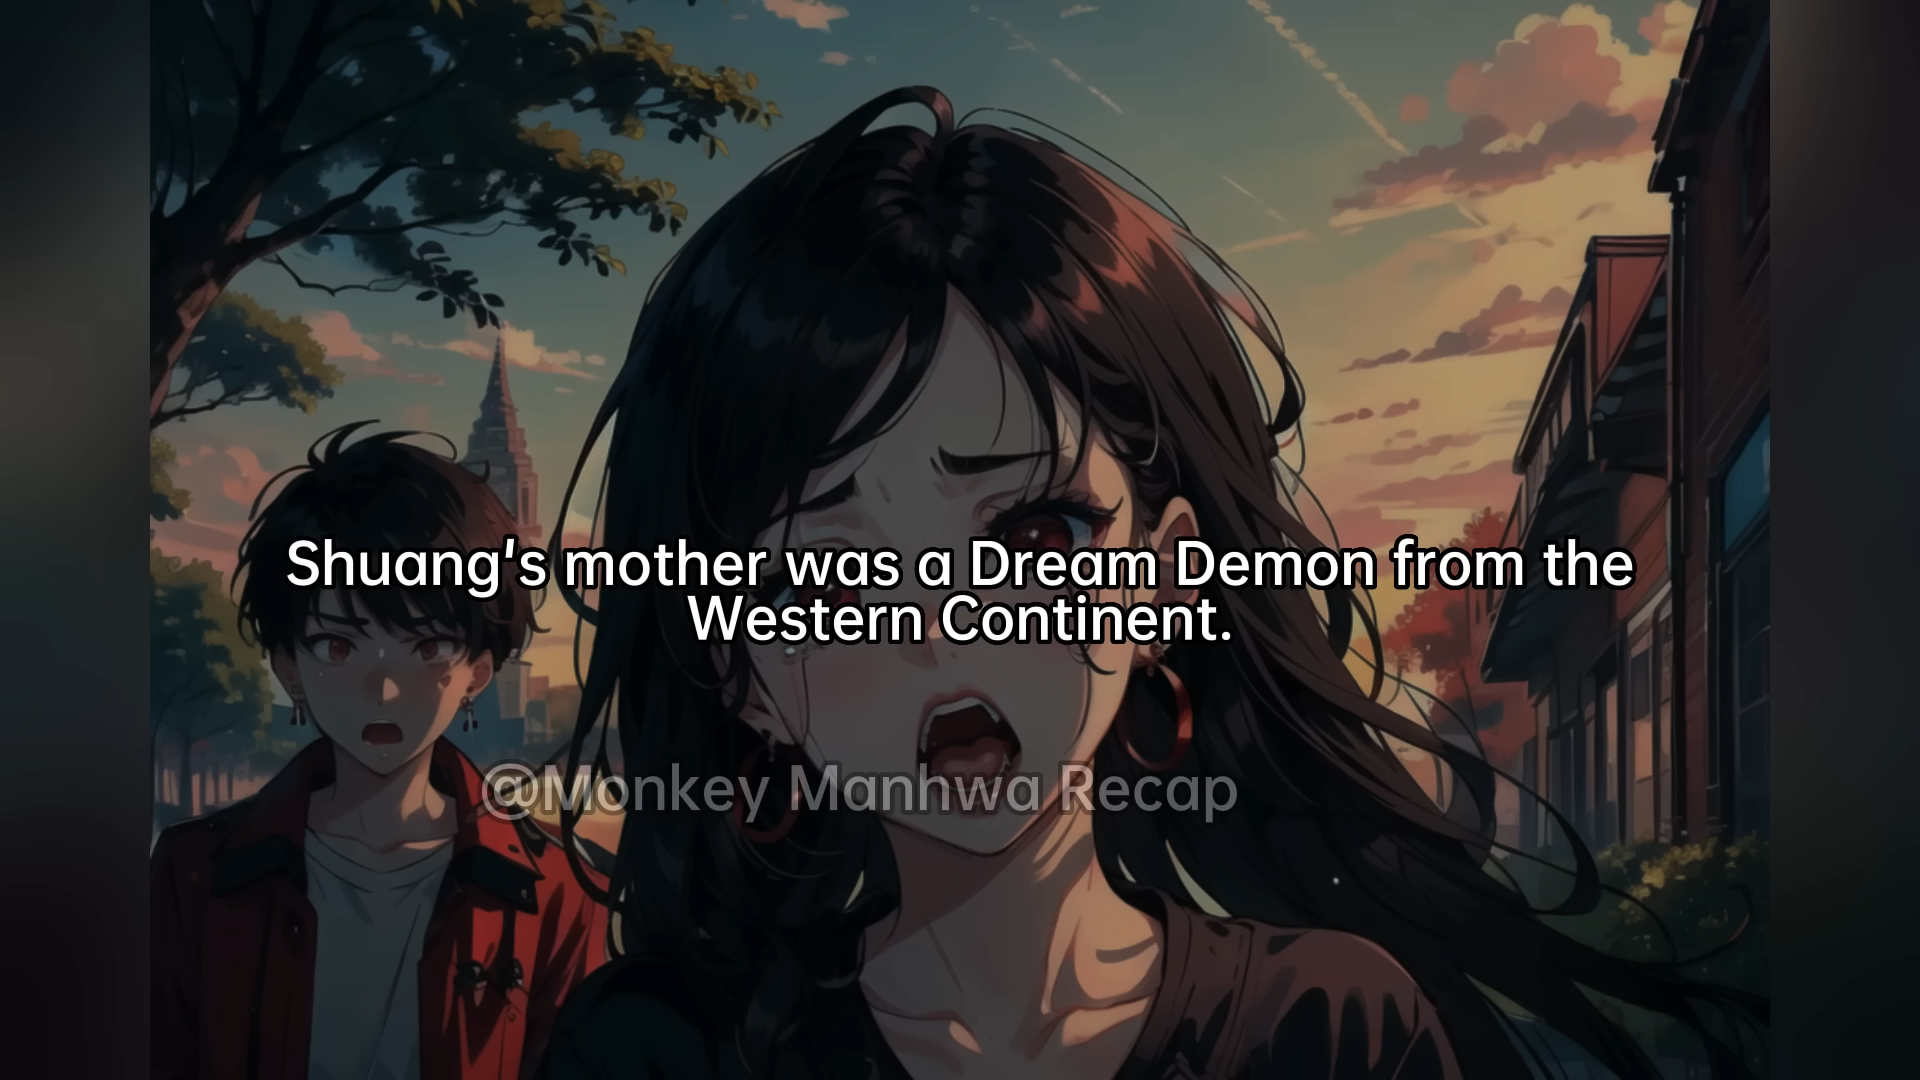 Shuang's mother was a Dream Demon from the
Western Continent.
@Monkey Manhwa Recap